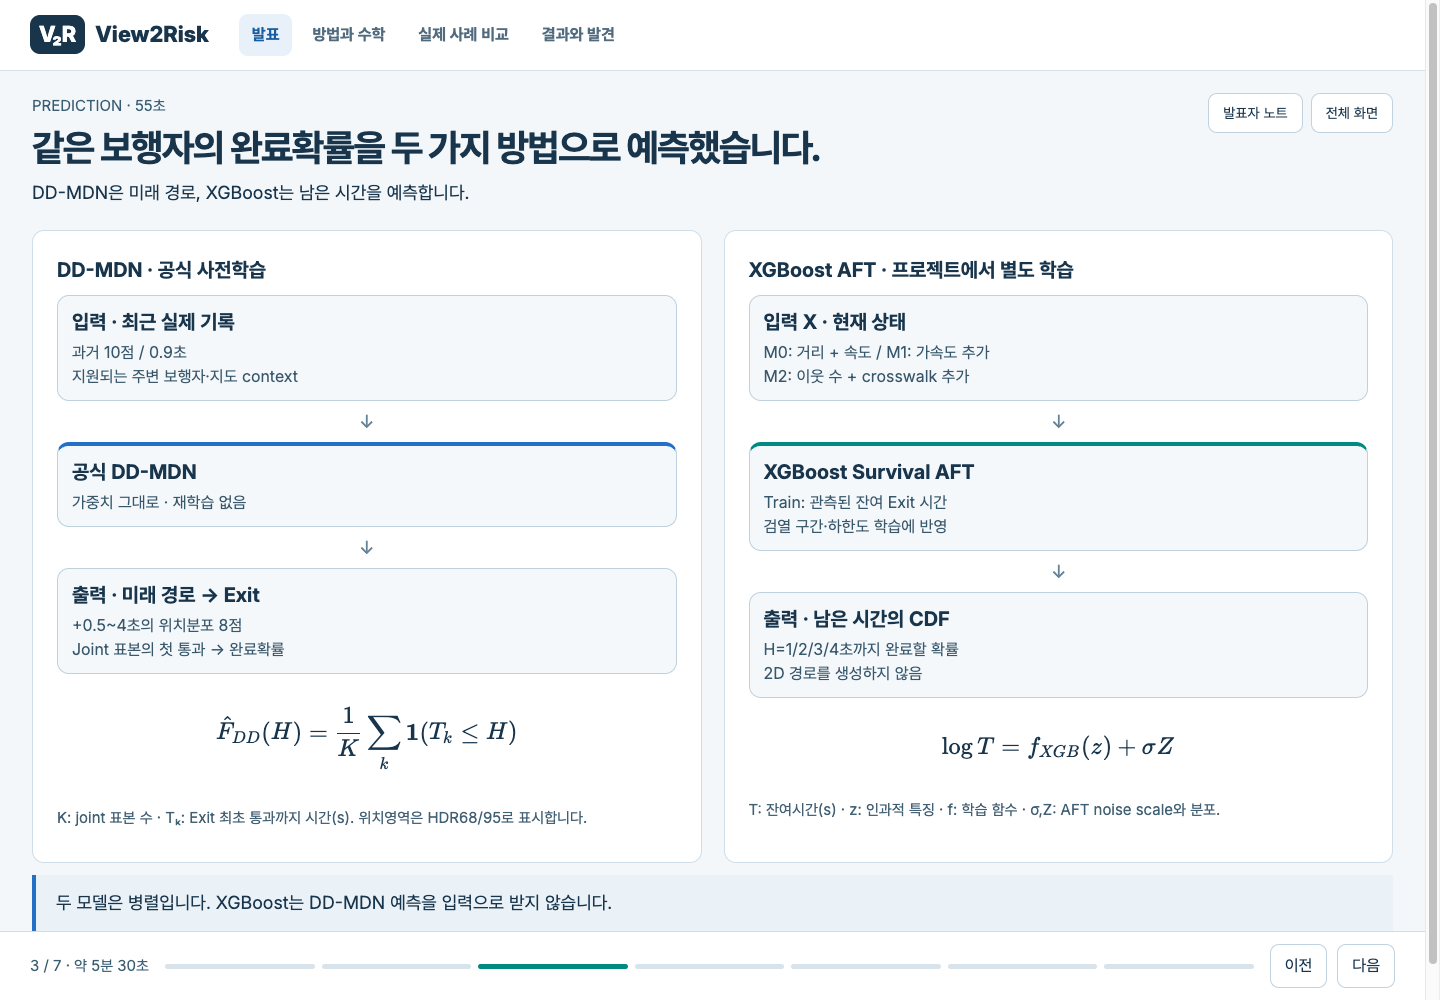 V2R View2Risk 발표 방법과 수학 실제 사례 비교 결과와 발견
PREDICTION · 55초
발표자 노트 전체 화면
같은 보행자의 완료확률을 두 가지 방법으로 예측했습니다.
DD-MDN은 미래 경로, XGBoost는 남은 시간을 예측합니다.
DD-MDN · 공식 사전학습
입력 · 최근 실제 기록
과거 10점 / 0.9초
지원되는 주변 보행자·지도 context
↓
공식 DD-MDN
가중치 그대로 · 재학습 없음
↓
출력 · 미래 경로 → Exit
+0.5~4초의 위치분포 8점
Joint 표본의 첫 통과 → 완료확률
F̂_DD(H) = 1/K ∑_k 1(T_k ≤ H)
K: joint 표본 수 · Tₖ: Exit 최초 통과까지 시간(s). 위치영역은 HDR68/95로 표시합니다.
XGBoost AFT · 프로젝트에서 별도 학습
입력 X · 현재 상태
M0: 거리 + 속도 / M1: 가속도 추가
M2: 이웃 수 + crosswalk 추가
↓
XGBoost Survival AFT
Train: 관측된 잔여 Exit 시간
검열 구간·하한도 학습에 반영
↓
출력 · 남은 시간의 CDF
H=1/2/3/4초까지 완료할 확률
2D 경로를 생성하지 않음
log T = f_XGB(z) + σZ
T: 잔여시간(s) · z: 인과적 특징 · f: 학습 함수 · σ,Z: AFT noise scale와 분포.
두 모델은 병렬입니다. XGBoost는 DD-MDN 예측을 입력으로 받지 않습니다.
3 / 7 · 약 5분 30초 이전 다음